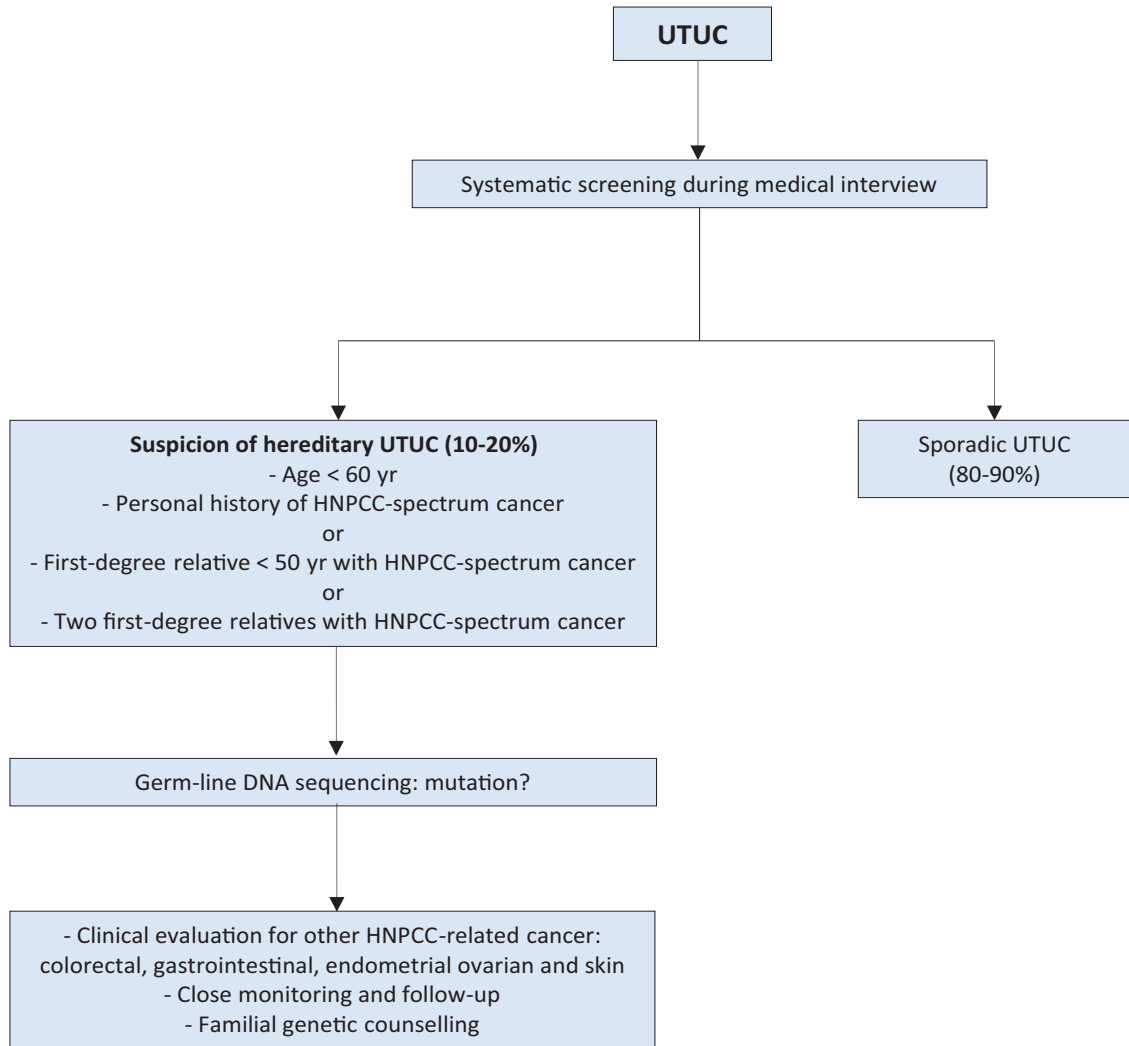 UTUC
Systematic screening during medical interview
Suspicion of hereditary UTUC (10-20%)
- Age < 60 yr
- Personal history of HNPCC-spectrum cancer
or
- First-degree relative < 50 yr with HNPCC-spectrum cancer
or
- Two first-degree relatives with HNPCC-spectrum cancer
Sporadic UTUC
(80-90%)
Germ-line DNA sequencing: mutation?
- Clinical evaluation for other HNPCC-related cancer:
colorectal, gastrointestinal, endometrial ovarian and skin
- Close monitoring and follow-up
- Familial genetic counselling